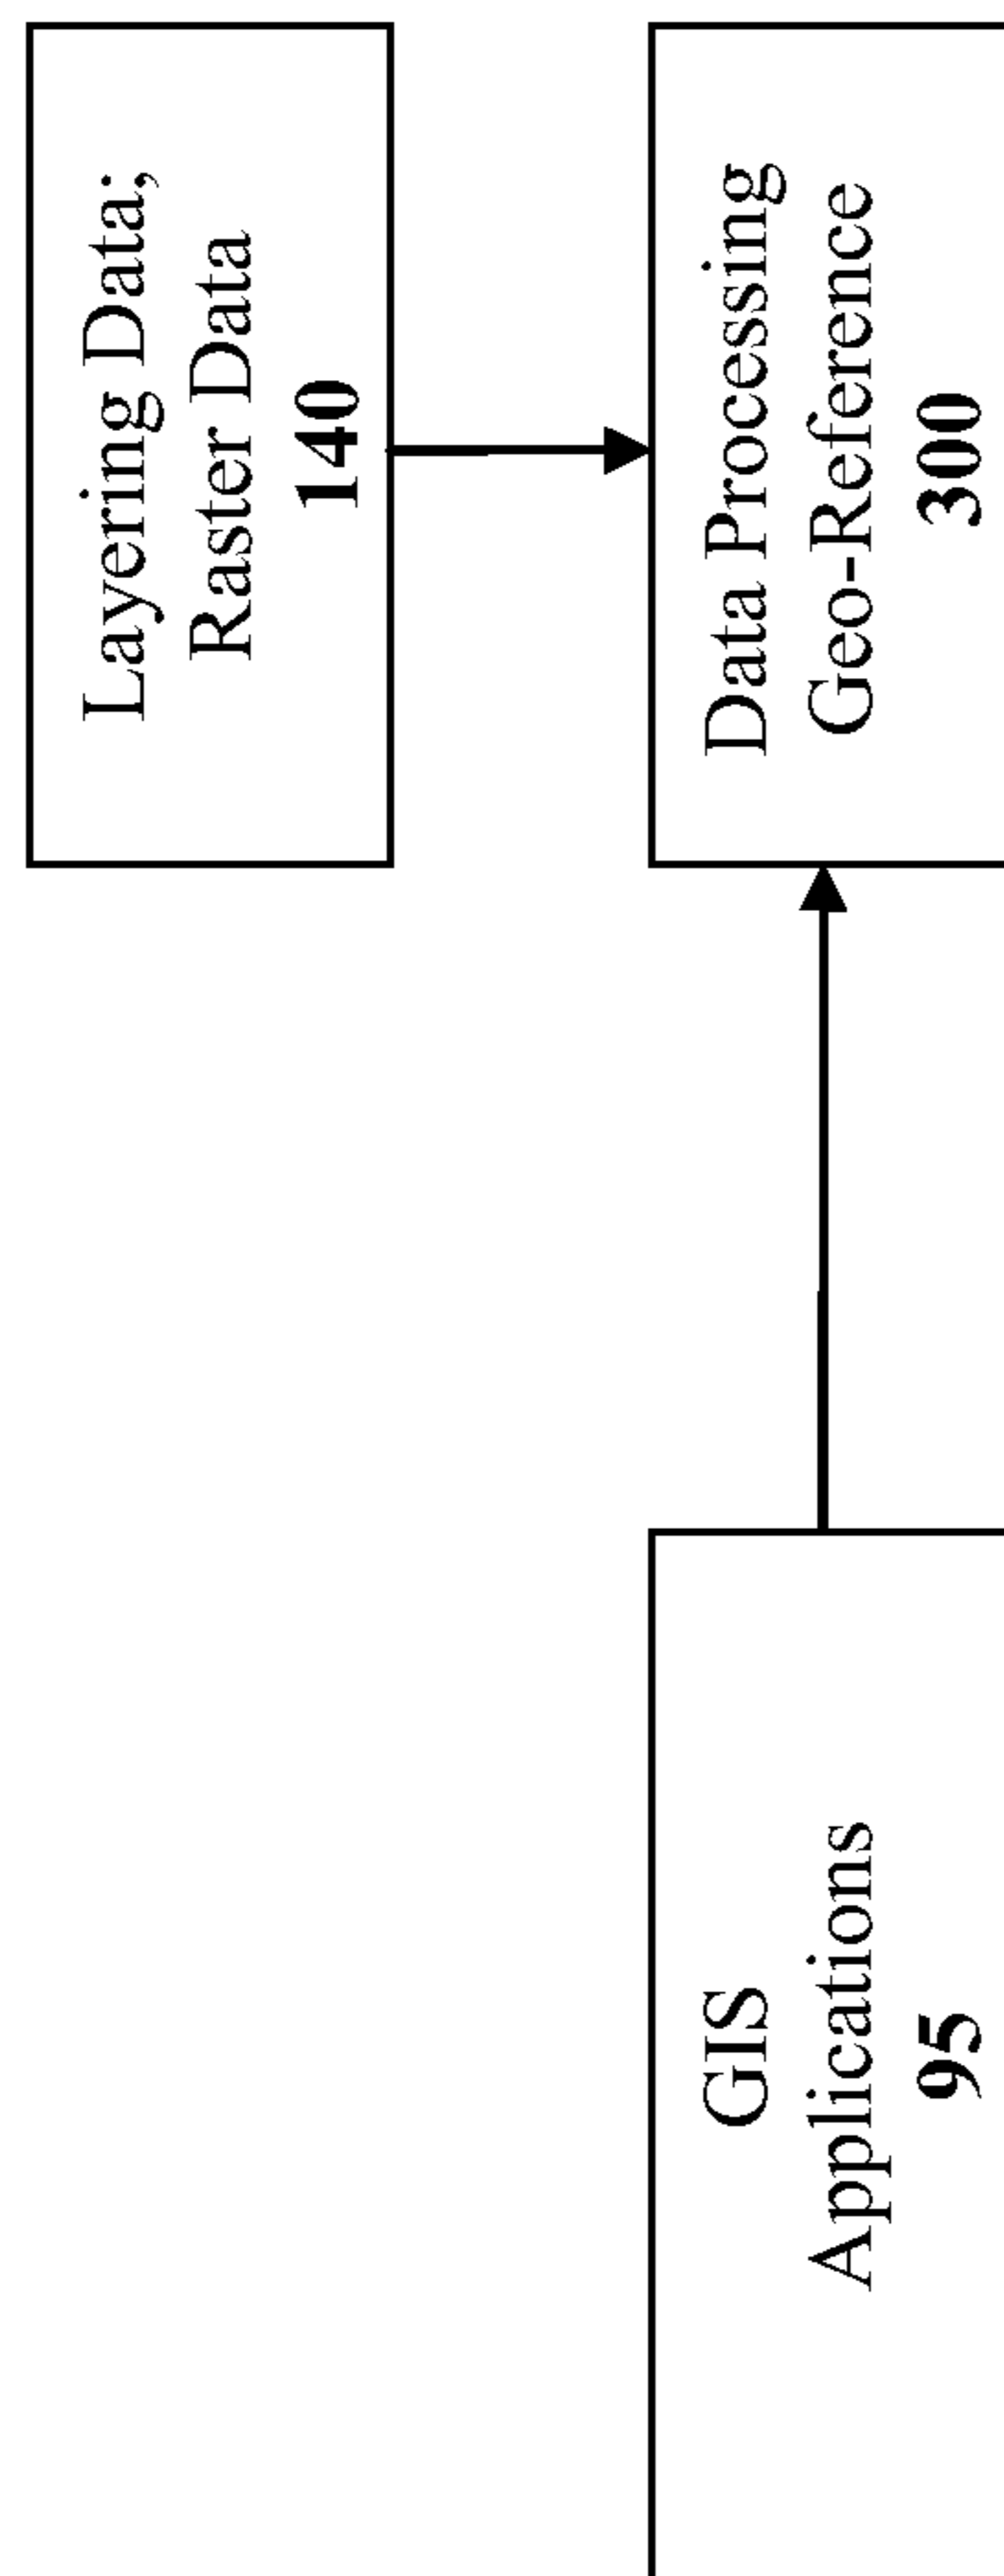 Layering Data;
Raster Data
140
Data Processing
Geo-Reference
300
GIS
Applications
95